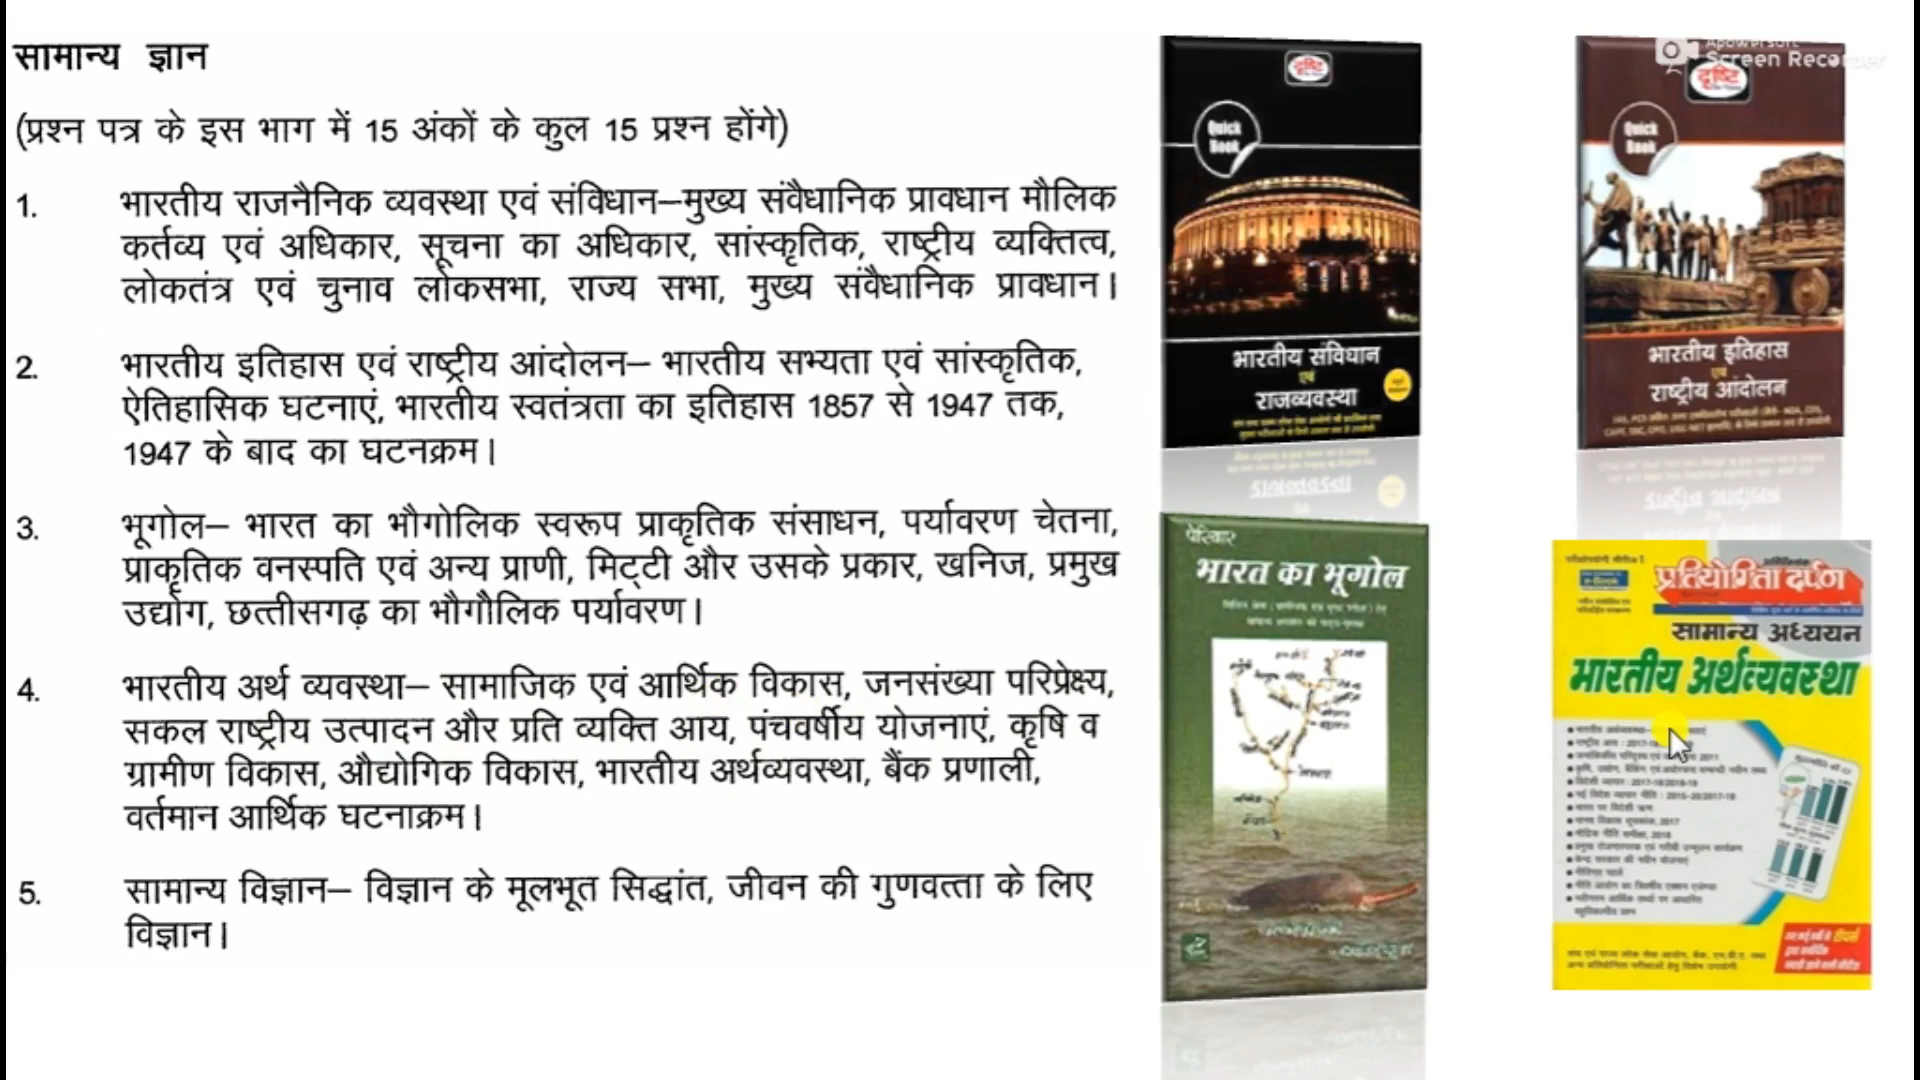 सामान्य ज्ञान
(प्रश्न पत्र के इस भाग में 15 अंकों के कुल 15 प्रश्न होंगे)
1. भारतीय राजनैनिक व्यवस्था एवं संविधान–मुख्य संवैधानिक प्रावधान मौलिक
कर्तव्य एवं अधिकार, सूचना का अधिकार, सांस्कृतिक, राष्ट्रीय व्यक्तित्व,
लोकतंत्र एवं चुनाव लोकसभा, राज्य सभा, मुख्य संवैधानिक प्रावधान।
2. भारतीय इतिहास एवं राष्ट्रीय आंदोलन– भारतीय सभ्यता एवं सांस्कृतिक,
ऐतिहासिक घटनाएं, भारतीय स्वतंत्रता का इतिहास 1857 से 1947 तक,
1947 के बाद का घटनक्रम।
3. भूगोल– भारत का भौगोलिक स्वरूप प्राकृतिक संसाधन, पर्यावरण चेतना,
प्राकृतिक वनस्पति एवं अन्य प्राणी, मिट्टी और उसके प्रकार, खनिज, प्रमुख
उद्योग, छत्तीसगढ़ का भौगौलिक पर्यावरण।
4. भारतीय अर्थ व्यवस्था– सामाजिक एवं आर्थिक विकास, जनसंख्या परिप्रेक्ष्य,
सकल राष्ट्रीय उत्पादन और प्रति व्यक्ति आय, पंचवर्षीय योजनाएं, कृषि व
ग्रामीण विकास, औद्योगिक विकास, भारतीय अर्थव्यवस्था, बैंक प्रणाली,
वर्तमान आर्थिक घटनाक्रम।
5. सामान्य विज्ञान– विज्ञान के मूलभूत सिद्धांत, जीवन की गुणवत्ता के लिए
विज्ञान।
दृष्टि
Quick
Book
भारतीय संविधान
एवं
राजव्यवस्था
Apowersoft
Screen Recorder
दृष्टि
Quick
Book
भारतीय इतिहास
एवं
राष्ट्रीय आंदोलन
पेरियार
भारत का भूगोल
e-Book
प्रतियोगिता दर्पण
सामान्य अध्ययन
भारतीय अर्थव्यवस्था